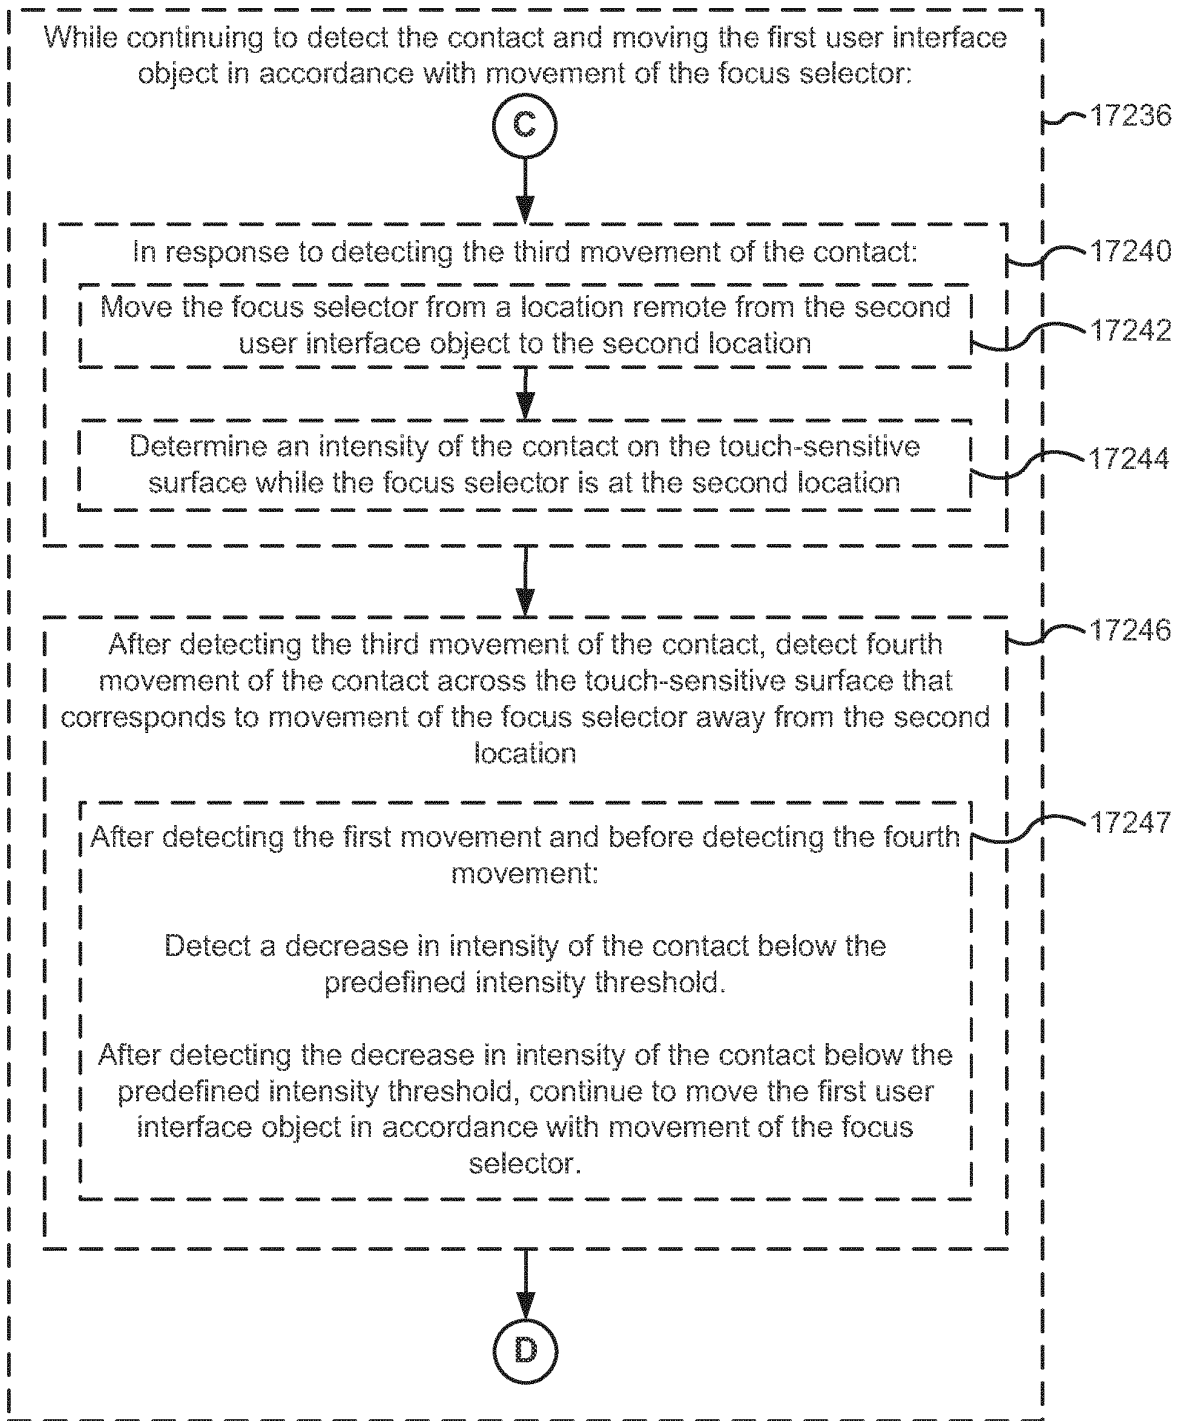 While continuing to detect the contact and moving the first user interface
object in accordance with movement of the focus selector:
17236
C
In response to detecting the third movement of the contact:
17240
Move the focus selector from a location remote from the second
user interface object to the second location
17242
Determine an intensity of the contact on the touch-sensitive
surface while the focus selector is at the second location
17244
After detecting the third movement of the contact, detect fourth
movement of the contact across the touch-sensitive surface that
corresponds to movement of the focus selector away from the second
location
17246
After detecting the first movement and before detecting the fourth
movement:
17247
Detect a decrease in intensity of the contact below the
predefined intensity threshold.
After detecting the decrease in intensity of the contact below the
predefined intensity threshold, continue to move the first user
interface object in accordance with movement of the focus
selector.
D